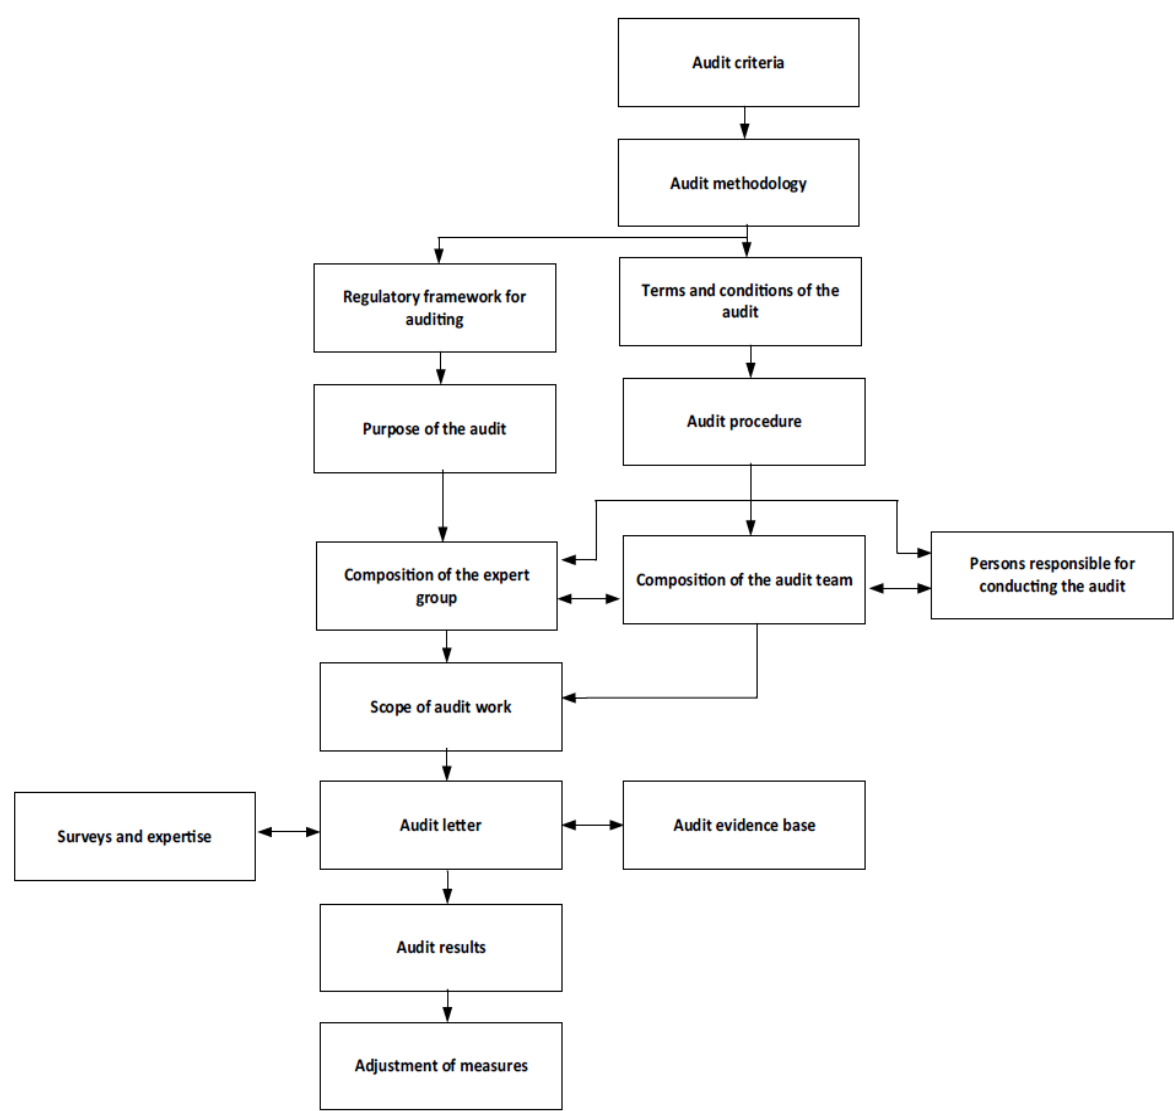 Audit criteria
Audit methodology
Regulatory framework for
auditing
Terms and conditions of the
audit
Purpose of the audit
Audit procedure
Composition of the expert
group
Composition of the audit team
Persons responsible for
conducting the audit
Scope of audit work
Surveys and expertise
Audit letter
Audit evidence base
Audit results
Adjustment of measures